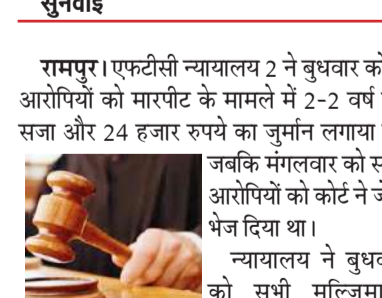 सुनवाई
रामपुर। एफटीसी न्यायालय 2 ने बुधवार को
आरोपियों को मारपीट के मामले में 2-2 वर्ष
सजा और 24 हजार रुपये का जुर्मान लगाया
जबकि मंगलवार को
आरोपियों को कोर्ट ने
भेज दिया था।
न्यायालय ने
को सभी